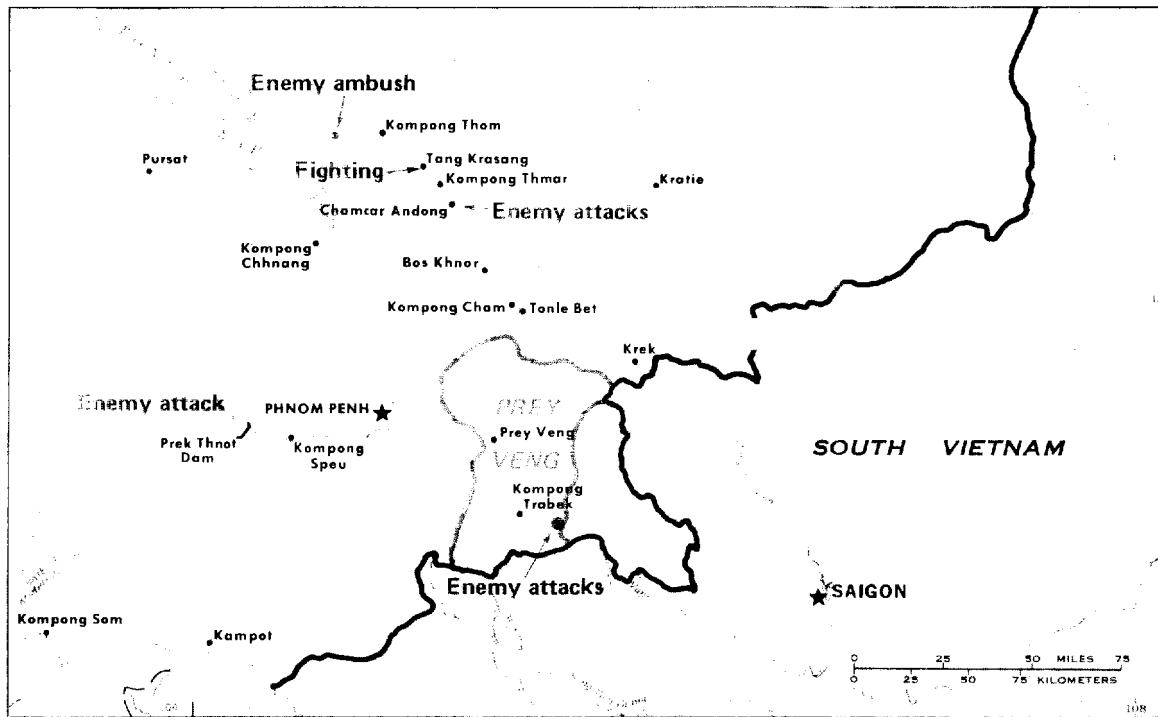 Enemy ambush
Kompong Thom
Pursat
Tang Krasang
Fighting
Kompong Thmar
Kratie
Chamcar Andong
Enemy attacks
Kompong
Chhnang
Bos Khnor
Kompong Cham
Tonle Bet
Krek
Enemy attack
PHNOM PENH
PREY
Prek Thnot
Dam
Kompong
Speu
Prey Veng
VENG
SOUTH VIETNAM
Kompong
Trabek
Enemy attacks
SAIGON
Kompong Som
Kampot
0 25 50 MILES 75
0 25 50 75 KILOMETERS
108